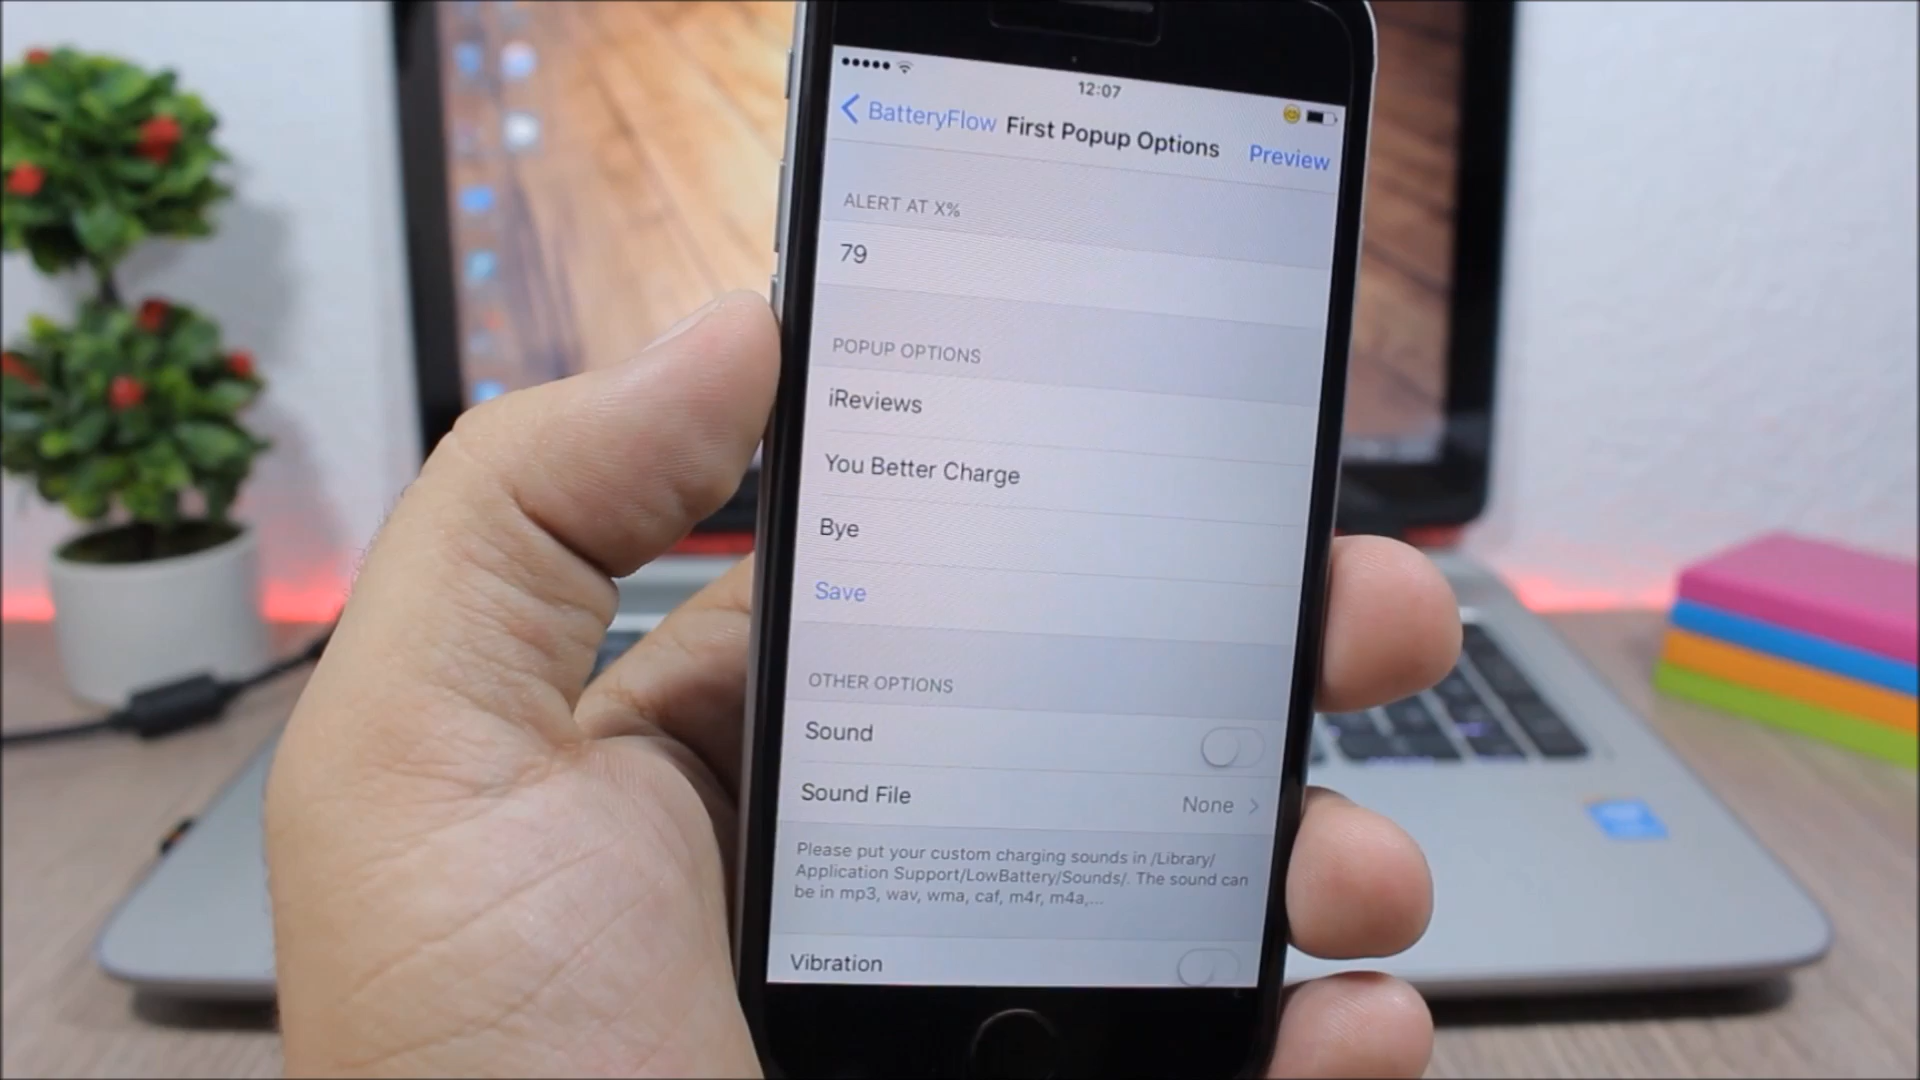 12:07
BatteryFlow First Popup Options Preview
ALERT AT X%
79
POPUP OPTIONS
iReviews
You Better Charge
Bye
Save
OTHER OPTIONS
Sound
Sound File None
Please put your custom charging sounds in /Library/
Application Support/LowBattery/Sounds/. The sound can
be in mp3, wav, wma, caf, m4r, m4a,...
Vibration